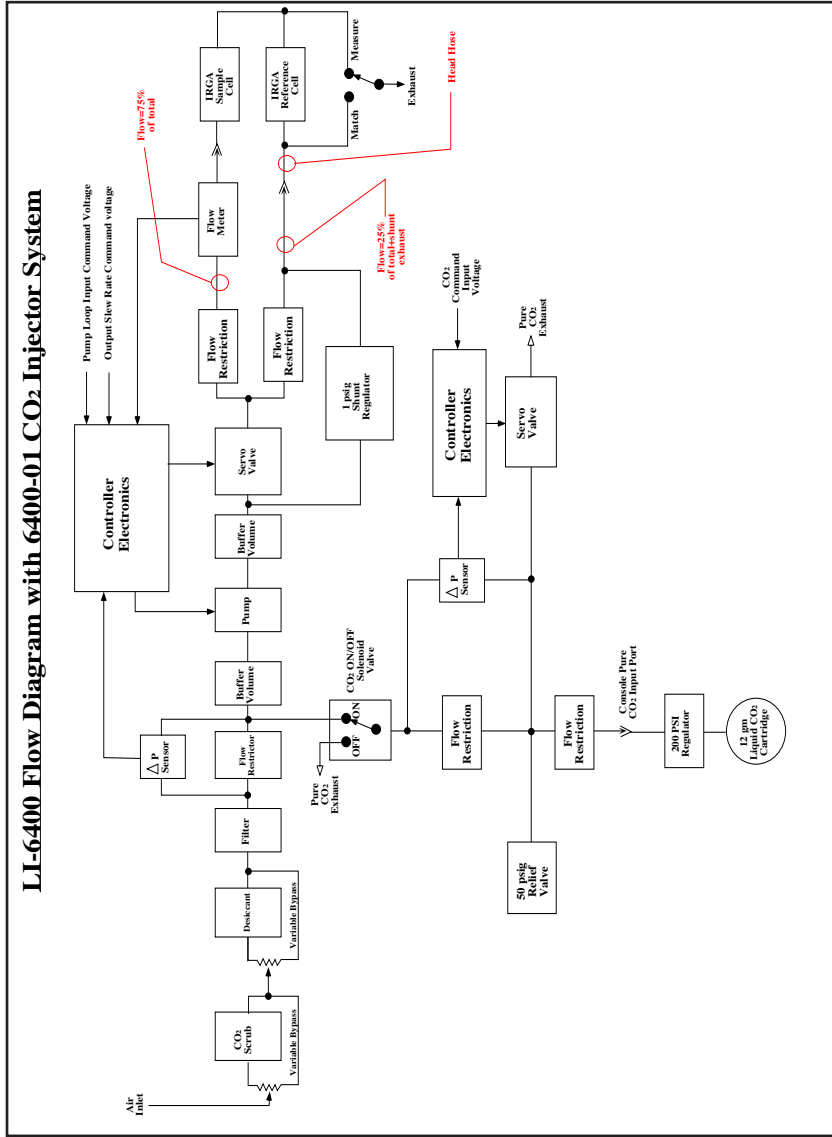 LI-6400 Flow Diagram with 6400-01 CO2 Injector System
Air
Inlet
CO2
Scrub
Variable Bypass
Desiccant
Variable Bypass
Filter
Flow
Restrictor
△ P
Sensor
Buffer
Volume
Pump
Buffer
Volume
Controller
Electronics
Pump Loop Input Command Voltage
Output Slew Rate Command voltage
Servo
Valve
Flow
Restriction
Flow
Restriction
1 psig
Shunt
Regulator
Flow
Meter
Flow=75%
of total
Flow=25%
of total+shunt
exhaust
IRGA
Sample
Cell
IRGA
Reference
Cell
Match
Measure
Exhaust
Head Hose
CO2 ON/OFF
Solenoid
Valve
OFF
ON
Pure
CO2
Exhaust
Flow
Restriction
△ P
Sensor
Controller
Electronics
CO2
Command
Input
Voltage
Servo
Valve
Pure
CO2
Exhaust
50 psig
Relief
Valve
Flow
Restriction
Console Pure
CO2 Input Port
200 PSI
Regulator
12 gm
Liquid CO2
Cartridge